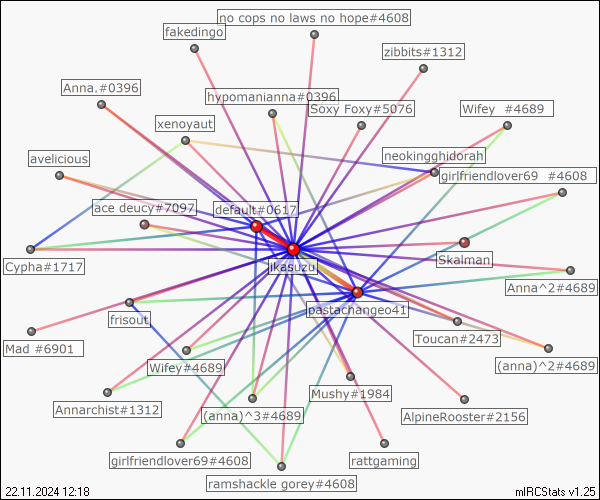 no cops no laws no hope#4608
fakedingo
zibbits#1312
Anna.#0396
hypomanianna#0396
Soxy Foxy#5076
Wifey #4689
xenoyaut
neokingghidorah
avelicious
girlfriendlover69 #4608
ace deucy#7097
default#0617
Skalman
Cypha#1717
ikasuzu
Anna^2#4689
pastachangeo41
frisout
Toucan#2473
Mad #6901
Wifey#4689
(anna)^2#4689
Mushy#1984
Annarchist#1312
(anna)^3#4689
AlpineRooster#2156
girlfriendlover69#4608
rattgaming
ramshackle gorey#4608
22.11.2024 12:18
mIRCStats v1.25